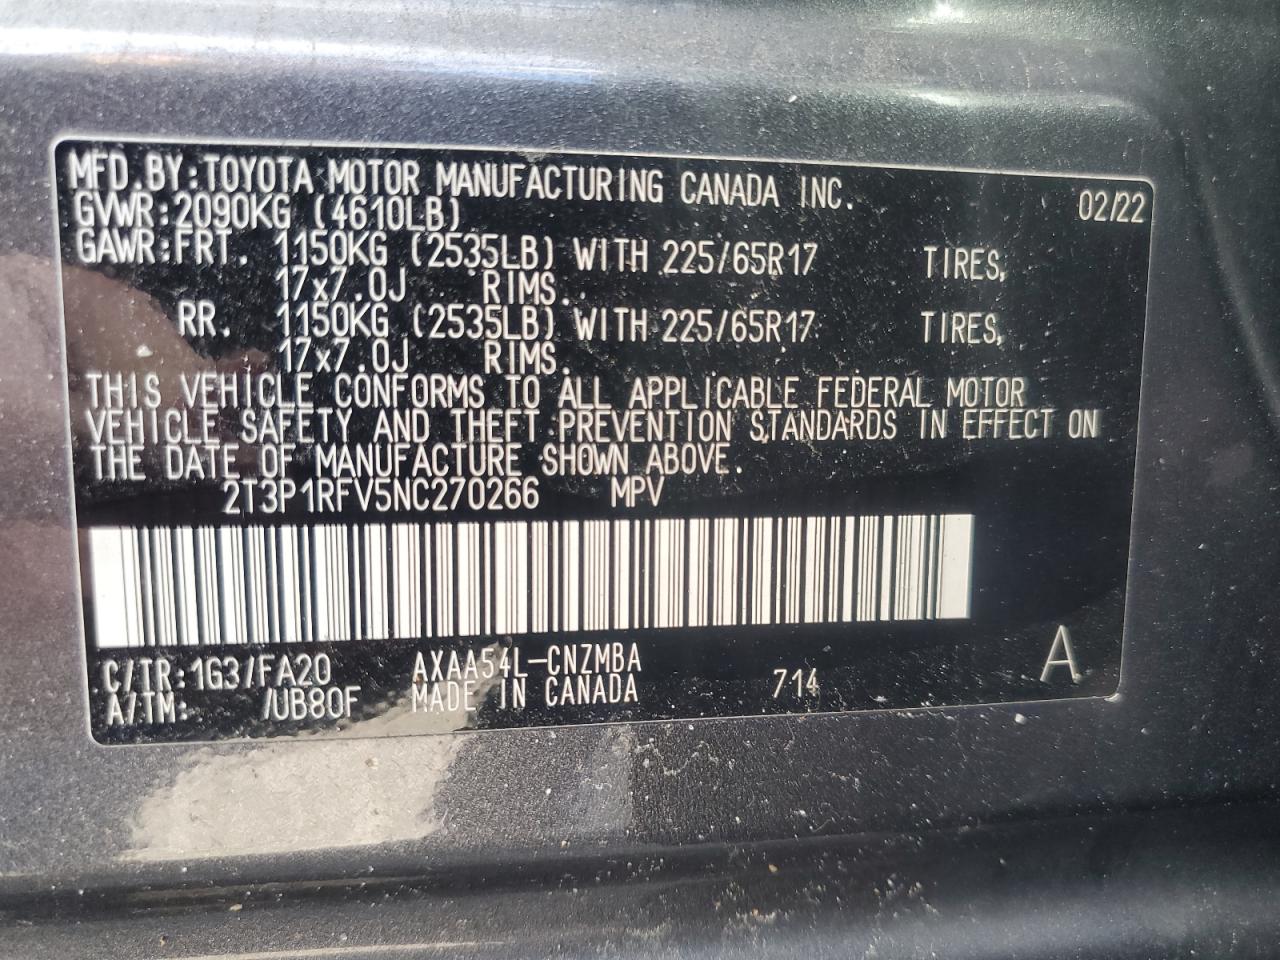 MFD.BY:TOYOTA MOTOR MANUFACTURING CANADA INC. 02/22
GVWR:2090KG (4610LB)
GAWR:FRT. 1150KG (2535LB) WITH 225/65R17 TIRES,
17x7.0J RIMS.
RR. 1150KG (2535LB) WITH 225/65R17 TIRES,
17x7.0J RIMS.
THIS VEHICLE CONFORMS TO ALL APPLICABLE FEDERAL MOTOR
VEHICLE SAFETY AND THEFT PREVENTION STANDARDS IN EFFECT ON
THE DATE OF MANUFACTURE SHOWN ABOVE.
2T3P1RFV5NC270266 MPV
C/TR:1G3/FA20 AXAA54L-CNZMBA 714 A
A/TM: /UB80F MADE IN CANADA